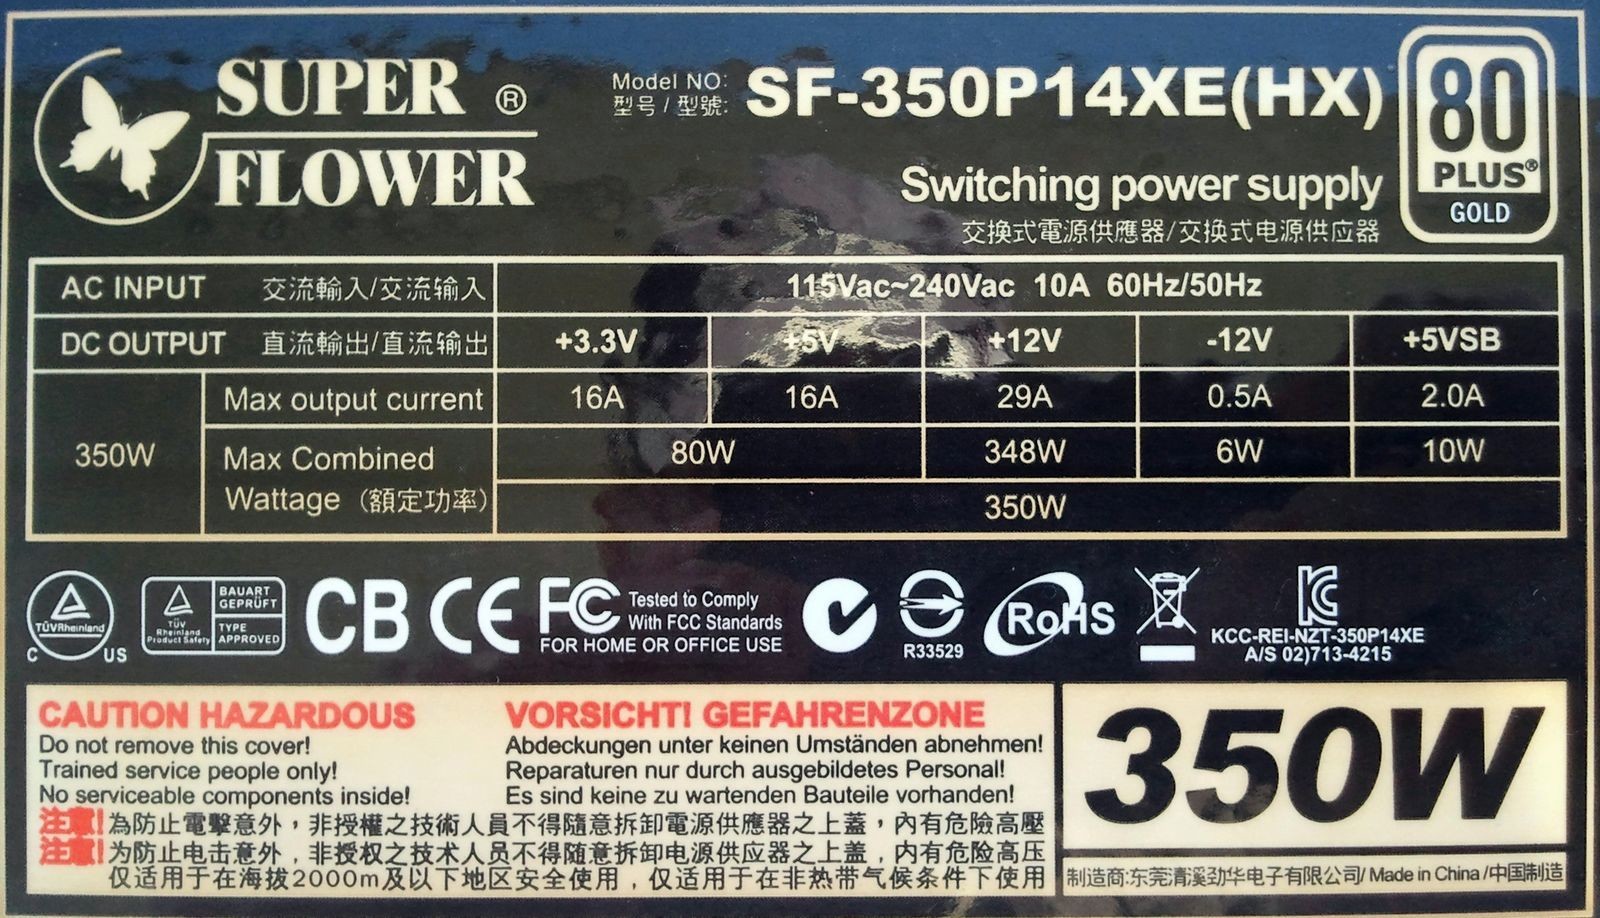 SUPER ®
FLOWER
Model NO:
型号 / 型號:
SF-350P14XE(HX)
Switching power supply
交換式電源供應器/交换式电源供应器
80
PLUS®
GOLD
AC INPUT 交流輸入/交流输入 115Vac~240Vac 10A 60Hz/50Hz
DC OUTPUT 直流輸出/直流输出 +3.3V +5V +12V -12V +5VSB
350W
Max output current 16A 16A 29A 0.5A 2.0A
Max Combined
Wattage (額定功率)
80W 348W 6W 10W
350W
TÜVRheinland
C US
TÜV
Rheinland
Product Safety
BAUART
GEPRÜFT
TYPE
APPROVED
CB
CE
FC
Tested to Comply
With FCC Standards
FOR HOME OR OFFICE USE
R33529
RoHS
KCC-REI-NZT-350P14XE
A/S 02)713-4215
CAUTION HAZARDOUS
Do not remove this cover!
Trained service people only!
No serviceable components inside!
VORSICHT! GEFAHRENZONE
Abdeckungen unter keinen Umständen abnehmen!
Reparaturen nur durch ausgebildetes Personal!
Es sind keine zu wartenden Bauteile vorhanden!
注意!為防止電擊意外，非授權之技術人員不得隨意拆卸電源供應器之上蓋，內有危險高壓
注意!为防止电击意外，非授权之技术人员不得随意拆卸电源供应器之上盖，内有危险高压
仅适用于在海拔2000m及以下地区安全使用，仅适用于在非热带气候条件下使用
350W
制造商:东莞清溪劲华电子有限公司/ Made in China /中国制造